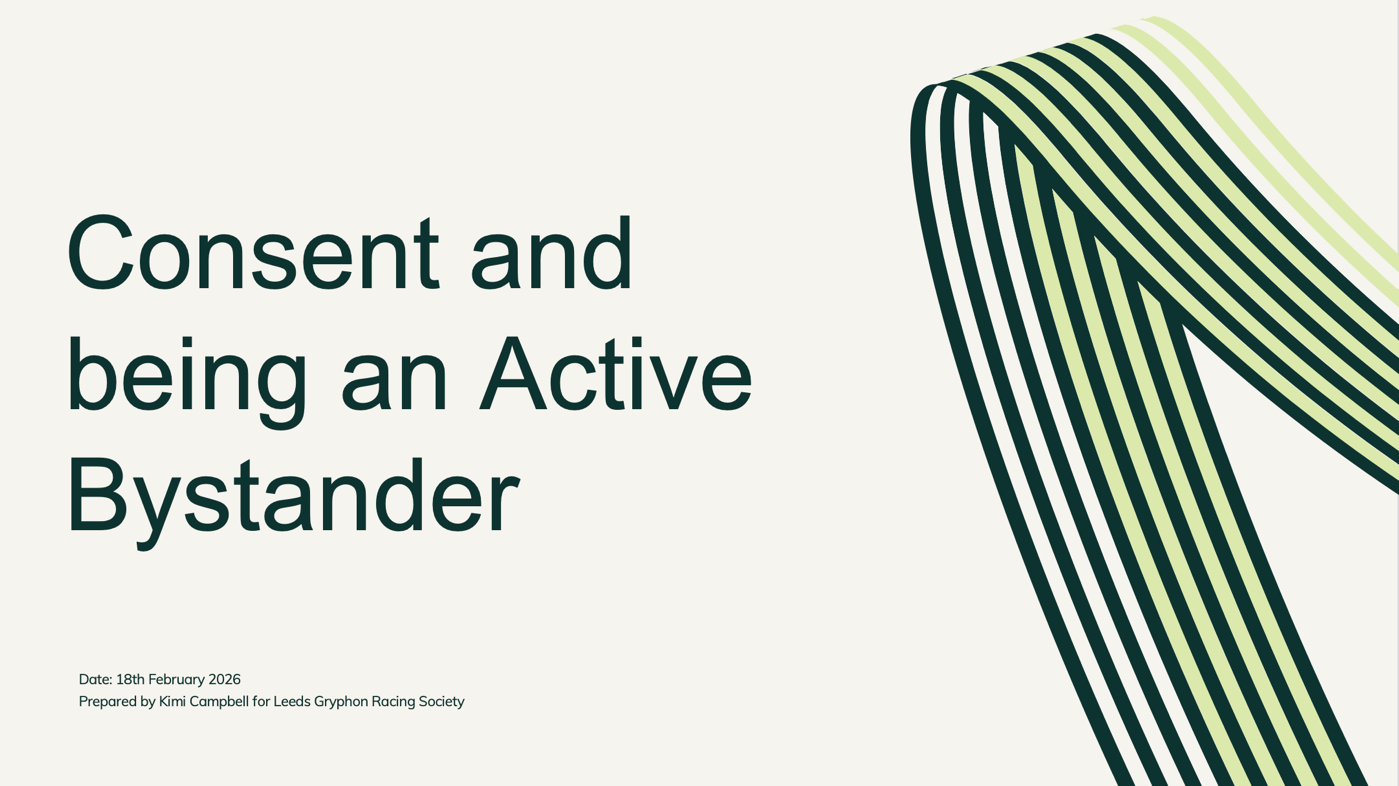 Consent and
being an Active
Bystander
Date: 18th February 2026
Prepared by Kimi Campbell for Leeds Gryphon Racing Society